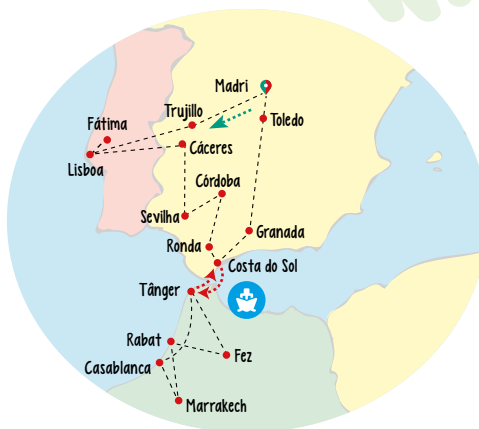 Madri
Trujillo
Toledo
Fátima
Cáceres
Lisboa
Córdoba
Sevilha
Granada
Ronda
Costa do Sol
Tânger
Rabat
Fez
Casablanca
Marrakech